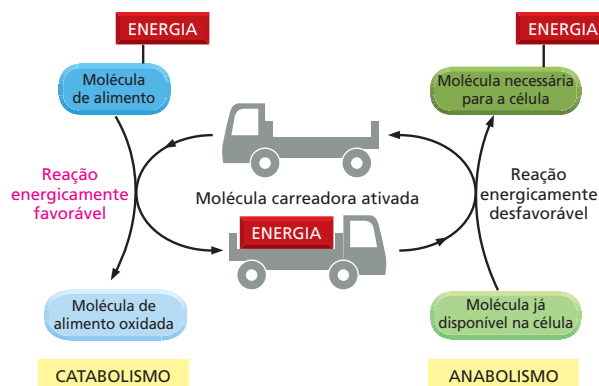 ENERGIA
Molécula
de alimento
Reação
energicamente
favorável
Molécula de
alimento oxidada
CATABOLISMO
Molécula carreadora ativada
ENERGIA
ENERGIA
Molécula necessária
para a célula
Reação
energicamente
desfavorável
Molécula já
disponível na célula
ANABOLISMO